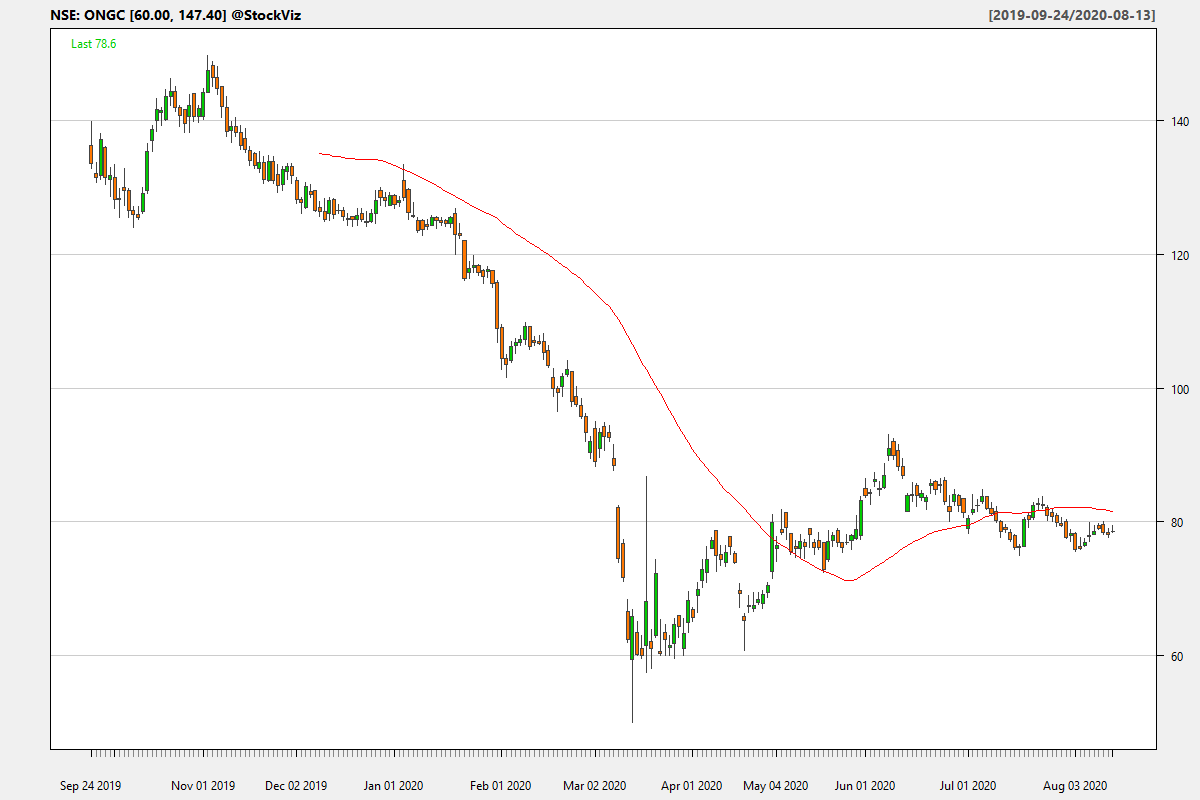 NSE: ONGC [60.00, 147.40] @StockViz [2019-09-24/2020-08-13]
Last 78.6
140
120
100
80
60
Sep 24 2019 Nov 01 2019 Dec 02 2019 Jan 01 2020 Feb 01 2020 Mar 02 2020 Apr 01 2020 May 04 2020 Jun 01 2020 Jul 01 2020 Aug 03 2020